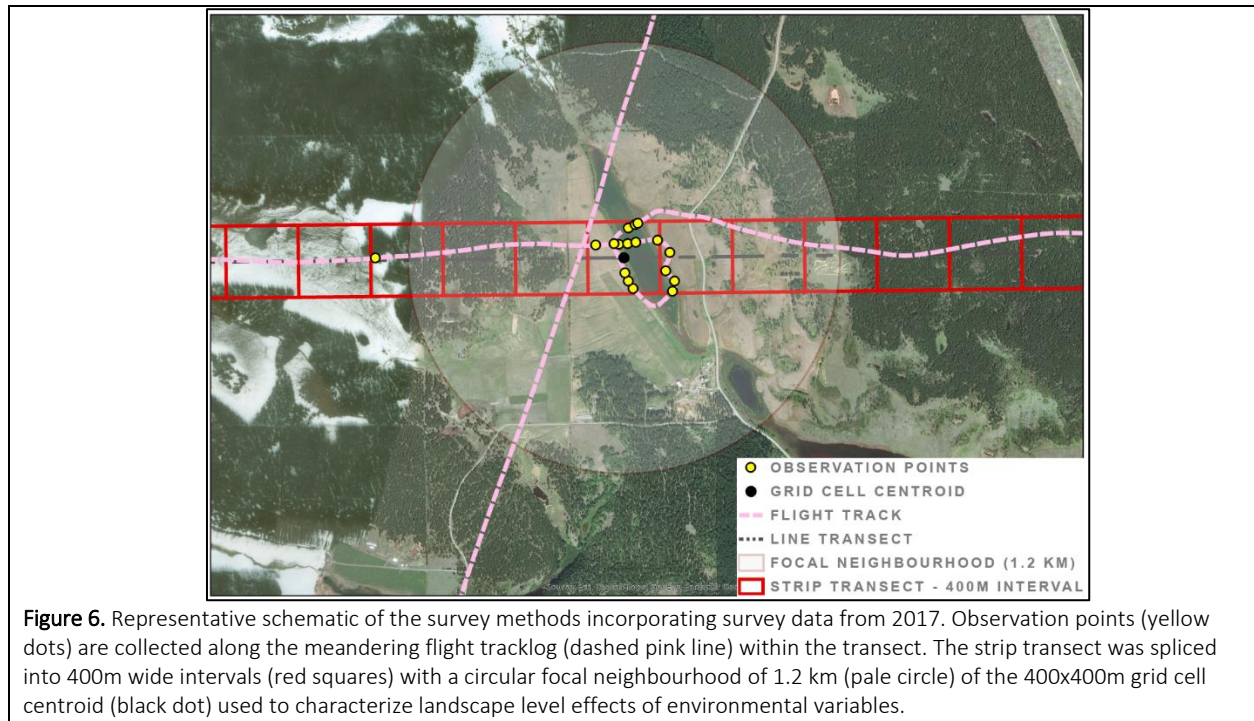 OBSERVATION POINTS
GRID CELL CENTROID
FLIGHT TRACK
LINE TRANSECT
FOCAL NEIGHBOURHOOD (1.2 KM)
STRIP TRANSECT - 400M INTERVAL
Figure 6. Representative schematic of the survey methods incorporating survey data from 2017. Observation points (yellow
dots) are collected along the meandering flight tracklog (dashed pink line) within the transect. The strip transect was spliced
into 400m wide intervals (red squares) with a circular focal neighbourhood of 1.2 km (pale circle) of the 400x400m grid cell
centroid (black dot) used to characterize landscape level effects of environmental variables.